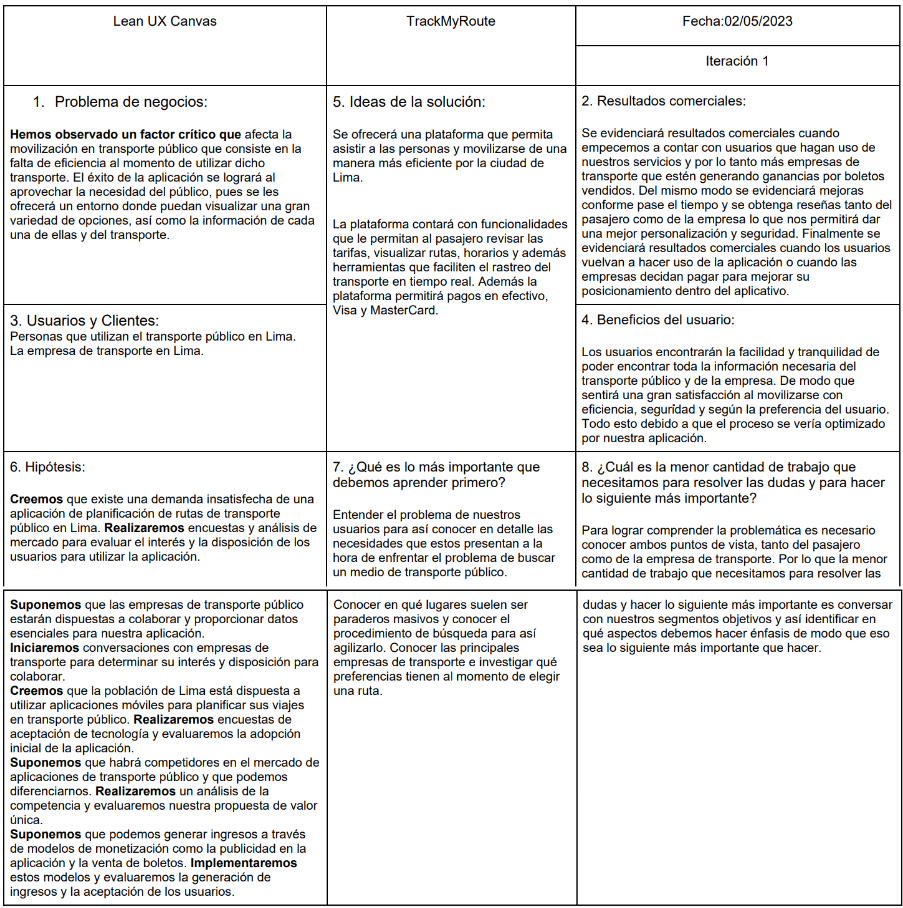 Lean UX Canvas
TrackMyRoute
Fecha:02/05/2023
Iteración 1
1. Problema de negocios:
Hemos observado un factor crítico que afecta la
movilización en transporte público que consiste en la
falta de eficiencia al momento de utilizar dicho
transporte. El éxito de la aplicación se logrará al
aprovechar la necesidad del público, pues se les
ofrecerá un entorno donde puedan visualizar una gran
variedad de opciones, así como la información de cada
una de ellas y del transporte.
5. Ideas de la solución:
Se ofrecerá una plataforma que permita
asistir a las personas y movilizarse de una
manera más eficiente por la ciudad de
Lima.
La plataforma contará con funcionalidades
que le permitan al pasajero revisar las
tarifas, visualizar rutas, horarios y además
herramientas que faciliten el rastreo del
transporte en tiempo real. Además la
plataforma permitirá pagos en efectivo,
Visa y MasterCard.
2. Resultados comerciales:
Se evidenciará resultados comerciales cuando
empecemos a contar con usuarios que hagan uso de
nuestros servicios y por lo tanto más empresas de
transporte que estén generando ganancias por boletos
vendidos. Del mismo modo se evidenciará mejoras
conforme pase el tiempo y se obtenga reseñas tanto del
pasajero como de la empresa lo que nos permitirá dar
una mejor personalización y seguridad. Finalmente se
evidenciará resultados comerciales cuando los usuarios
vuelvan a hacer uso de la aplicación o cuando las
empresas decidan pagar para mejorar su
posicionamiento dentro del aplicativo.
3. Usuarios y Clientes:
Personas que utilizan el transporte público en Lima.
La empresa de transporte en Lima.
4. Beneficios del usuario:
Los usuarios encontrarán la facilidad y tranquilidad de
poder encontrar toda la información necesaria del
transporte público y de la empresa. De modo que
sentirá una gran satisfacción al movilizarse con
eficiencia, seguridad y según la preferencia del usuario.
Todo esto debido a que el proceso se vería optimizado
por nuestra aplicación.
6. Hipótesis:
Creemos que existe una demanda insatisfecha de una
aplicación de planificación de rutas de transporte
público en Lima. Realizaremos encuestas y análisis de
mercado para evaluar el interés y la disposición de los
usuarios para utilizar la aplicación.
7. ¿Qué es lo más importante que
debemos aprender primero?
Entender el problema de nuestros
usuarios para así conocer en detalle las
necesidades que estos presentan a la
hora de enfrentar el problema de buscar
un medio de transporte público.
8. ¿Cuál es la menor cantidad de trabajo que
necesitamos para resolver las dudas y para hacer
lo siguiente más importante?
Para lograr comprender la problemática es necesario
conocer ambos puntos de vista, tanto del pasajero
como de la empresa de transporte. Por lo que la menor
cantidad de trabajo que necesitamos para resolver las
Suponemos que las empresas de transporte público
estarán dispuestas a colaborar y proporcionar datos
esenciales para nuestra aplicación.
Iniciaremos conversaciones con empresas de
transporte para determinar su interés y disposición para
colaborar.
Creemos que la población de Lima está dispuesta a
utilizar aplicaciones móviles para planificar sus viajes
en transporte público. Realizaremos encuestas de
aceptación de tecnología y evaluaremos la adopción
inicial de la aplicación.
Suponemos que habrá competidores en el mercado de
aplicaciones de transporte público y que podemos
diferenciarnos. Realizaremos un análisis de la
competencia y evaluaremos nuestra propuesta de valor
única.
Suponemos que podemos generar ingresos a través
de modelos de monetización como la publicidad en la
aplicación y la venta de boletos. Implementaremos
estos modelos y evaluaremos la generación de
ingresos y la aceptación de los usuarios.
Conocer en qué lugares suelen ser
paraderos masivos y conocer el
procedimiento de búsqueda para así
agilizarlo. Conocer las principales
empresas de transporte e investigar qué
preferencias tienen al momento de elegir
una ruta.
dudas y hacer lo siguiente más importante es conversar
con nuestros segmentos objetivos y así identificar en
qué aspectos debemos hacer énfasis de modo que eso
sea lo siguiente más importante que hacer.